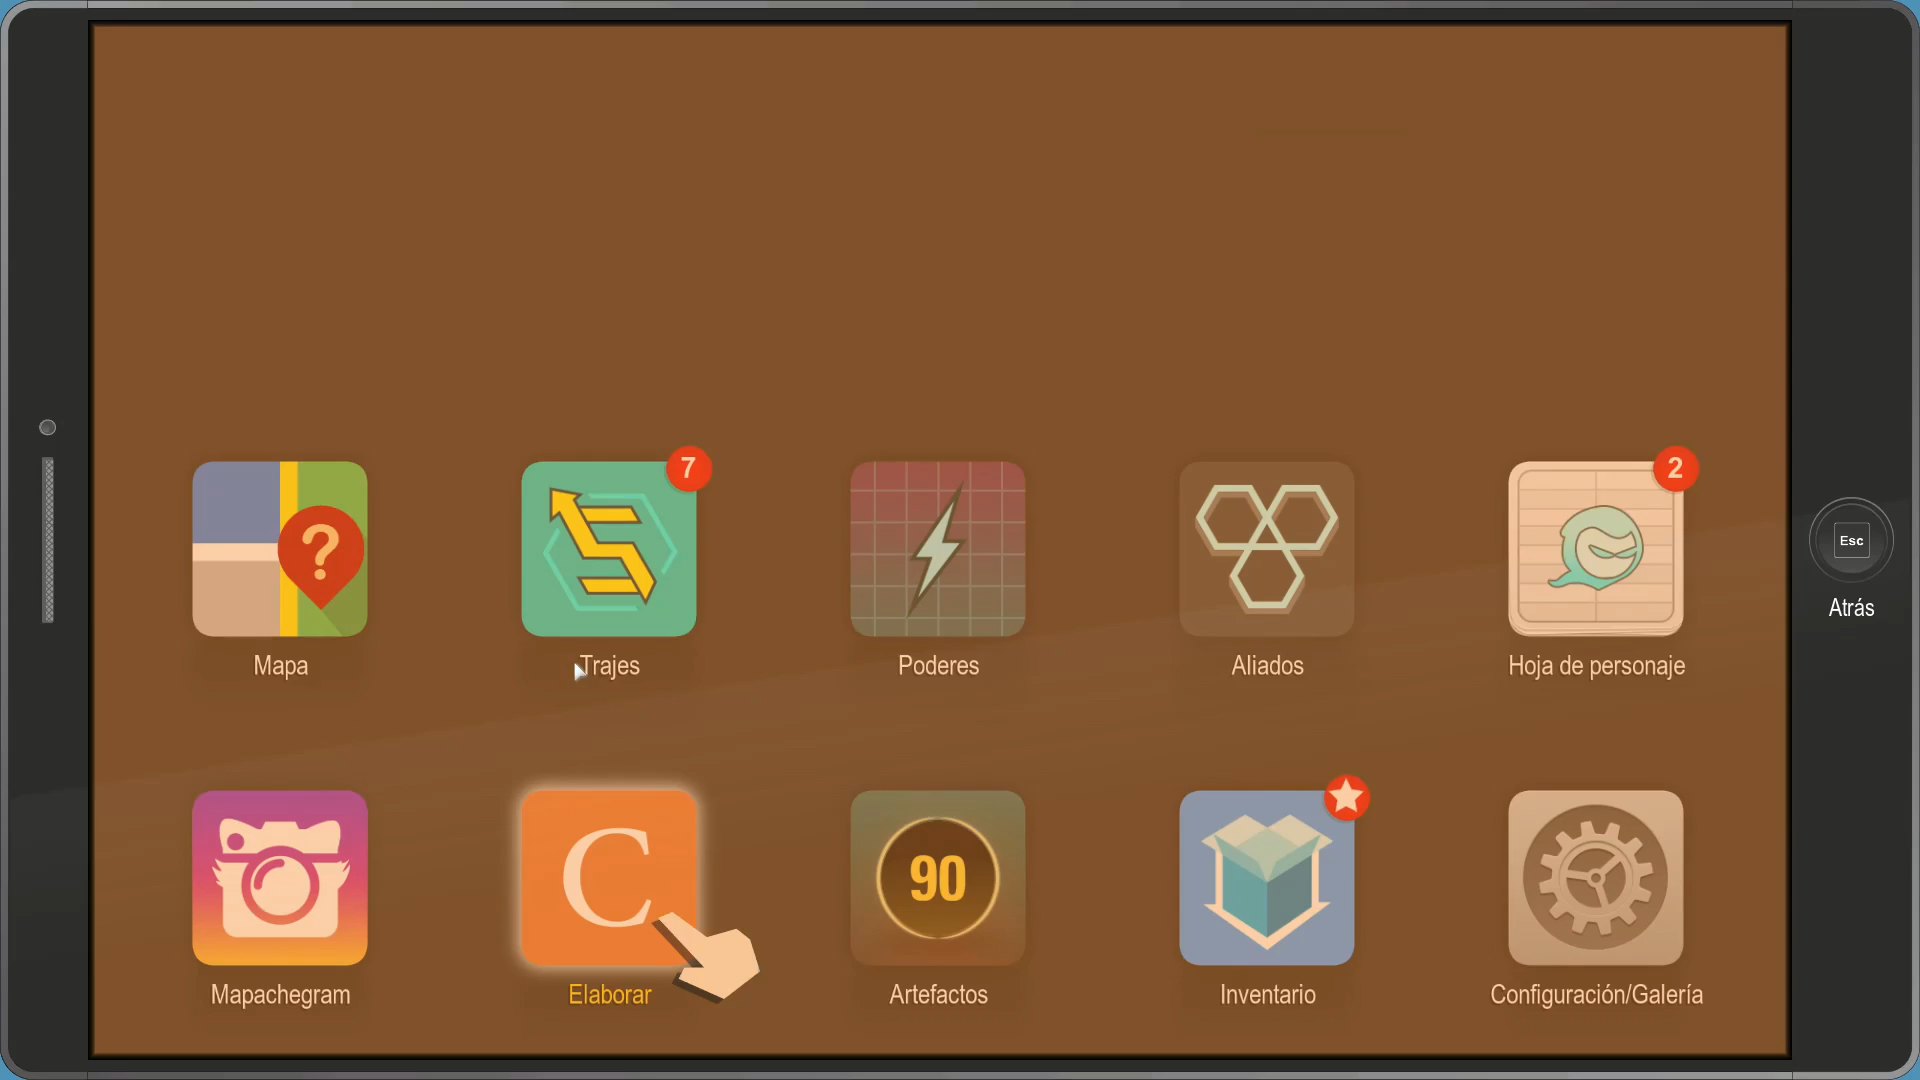 7
2
?
Mapa
Trajes
Poderes
Aliados
Hoja de personaje
Esc
Atrás
C
90
Mapachegram
Elaborar
Artefactos
Inventario
Configuración/Galería